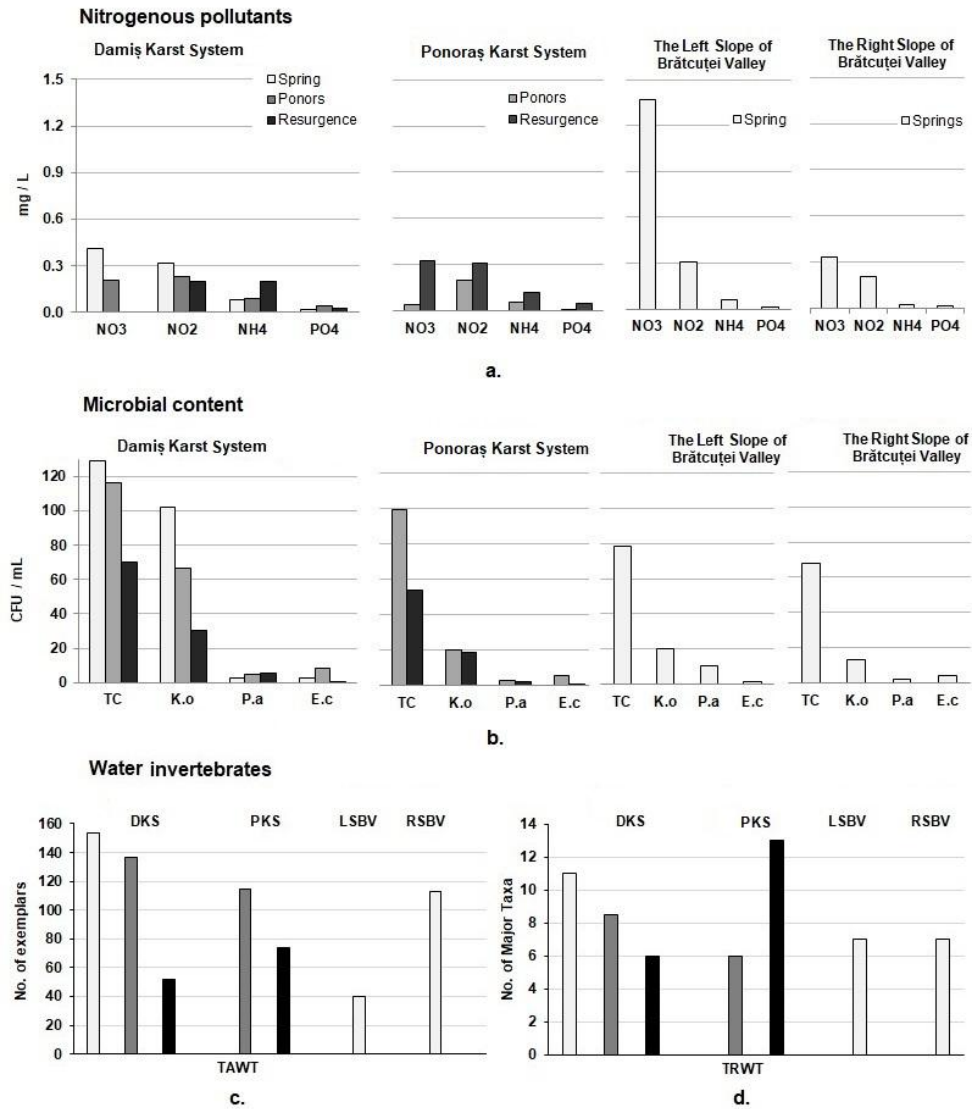 Nitrogenous pollutants
Damiș Karst System
Ponoraș Karst System
The Left Slope of
Brătcuței Valley
The Right Slope of
Brătcuței Valley
1.5
1.2
0.9
0.6
0.3
0.0
mg / L
Spring
Ponors
Resurgence
Ponors
Resurgence
Spring
Springs
NO3 NO2 NH4 PO4
NO3 NO2 NH4 PO4
NO3 NO2 NH4 PO4
NO3 NO2 NH4 PO4
a.
Microbial content
Damiș Karst System
Ponoraș Karst System
The Left Slope of
Brătcuței Valley
The Right Slope of
Brătcuței Valley
120
100
80
60
40
20
0
CFU / mL
TC K.o P.a E.c
TC K.o P.a E.c
TC K.o P.a E.c
TC K.o P.a E.c
b.
Water invertebrates
160
140
120
100
80
60
40
20
0
No. of exemplars
DKS PKS LSBV RSBV
TAWT
c.
14
12
10
8
6
4
2
0
No. of Major Taxa
DKS PKS LSBV RSBV
TRWT
d.